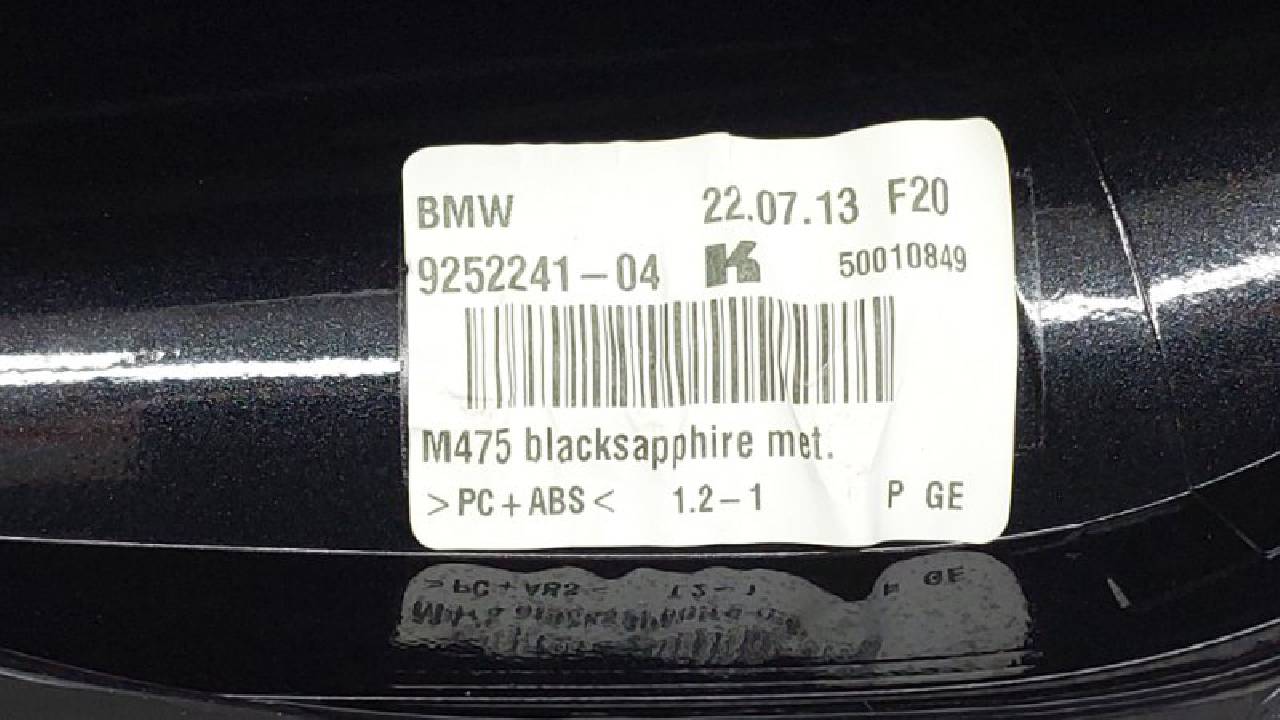 BMW 22.07.13 F20
9252241-04 K 50010849
M475 blacksapphire met.
>PC+ABS< 1.2-1 P GE